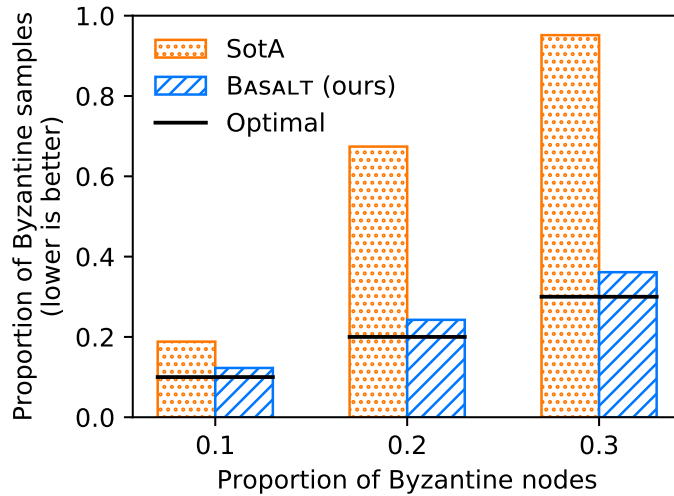 Proportion of Byzantine samples
(lower is better)
1.0
0.8
0.6
0.4
0.2
0.0
SotA
BASALT (ours)
Optimal
0.1 0.2 0.3
Proportion of Byzantine nodes